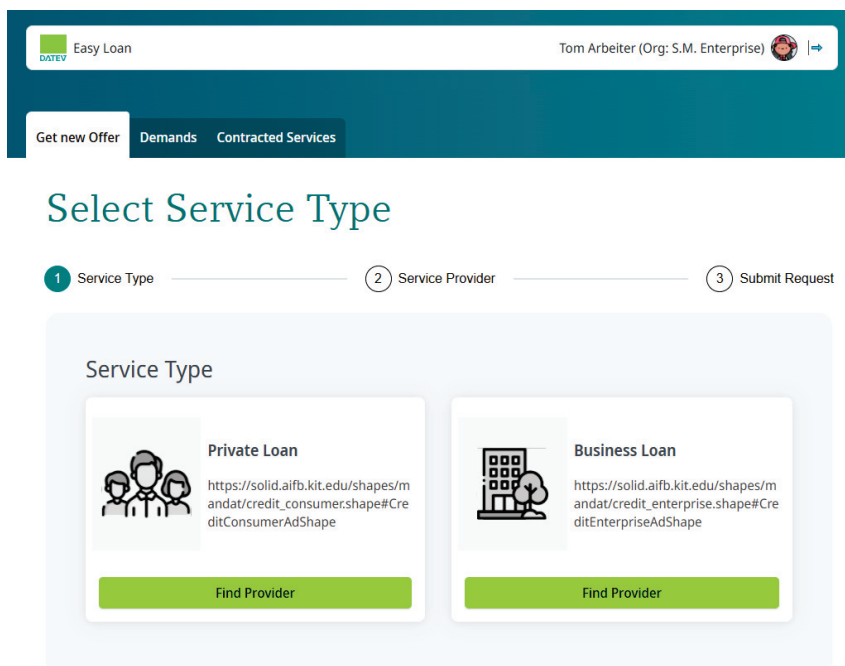 DATEV
Easy Loan
Tom Arbeiter (Org: S.M. Enterprise)
Get new Offer
Demands
Contracted Services
Select Service Type
1 Service Type
2 Service Provider
3 Submit Request
Service Type
Private Loan
https://solid.aifb.kit.edu/shapes/m
andat/credit_consumer.shape#Cre
ditConsumerAdShape
Find Provider
Business Loan
https://solid.aifb.kit.edu/shapes/m
andat/credit_enterprise.shape#Cre
ditEnterpriseAdShape
Find Provider